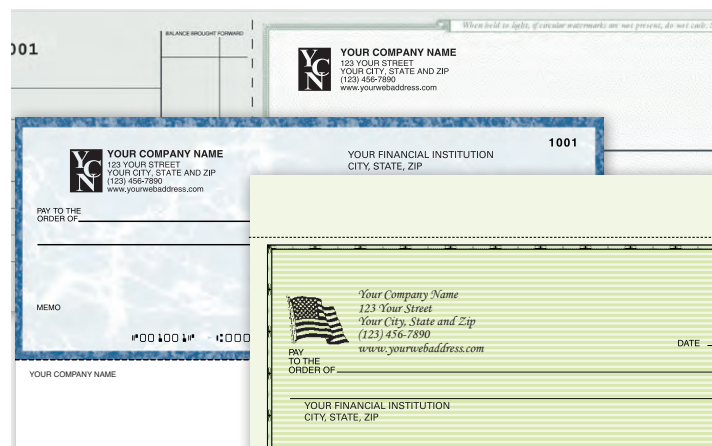 When held to light, if circular watermarks are not present, do not cash.
001
BALANCE BROUGHT FORWARD
YCN
YOUR COMPANY NAME
123 YOUR STREET
YOUR CITY, STATE AND ZIP
(123) 456-7890
www.yourwebaddress.com
1001
YCN
YOUR COMPANY NAME
123 YOUR STREET
YOUR CITY, STATE AND ZIP
(123) 456-7890
www.yourwebaddress.com
YOUR FINANCIAL INSTITUTION
CITY, STATE, ZIP
PAY TO THE
ORDER OF
MEMO
⑈001001⑈ ⑆000
YOUR COMPANY NAME
Your Company Name
123 Your Street
Your City, State and Zip
(123) 456-7890
www.yourwebaddress.com
DATE
PAY
TO THE
ORDER OF
YOUR FINANCIAL INSTITUTION
CITY, STATE, ZIP